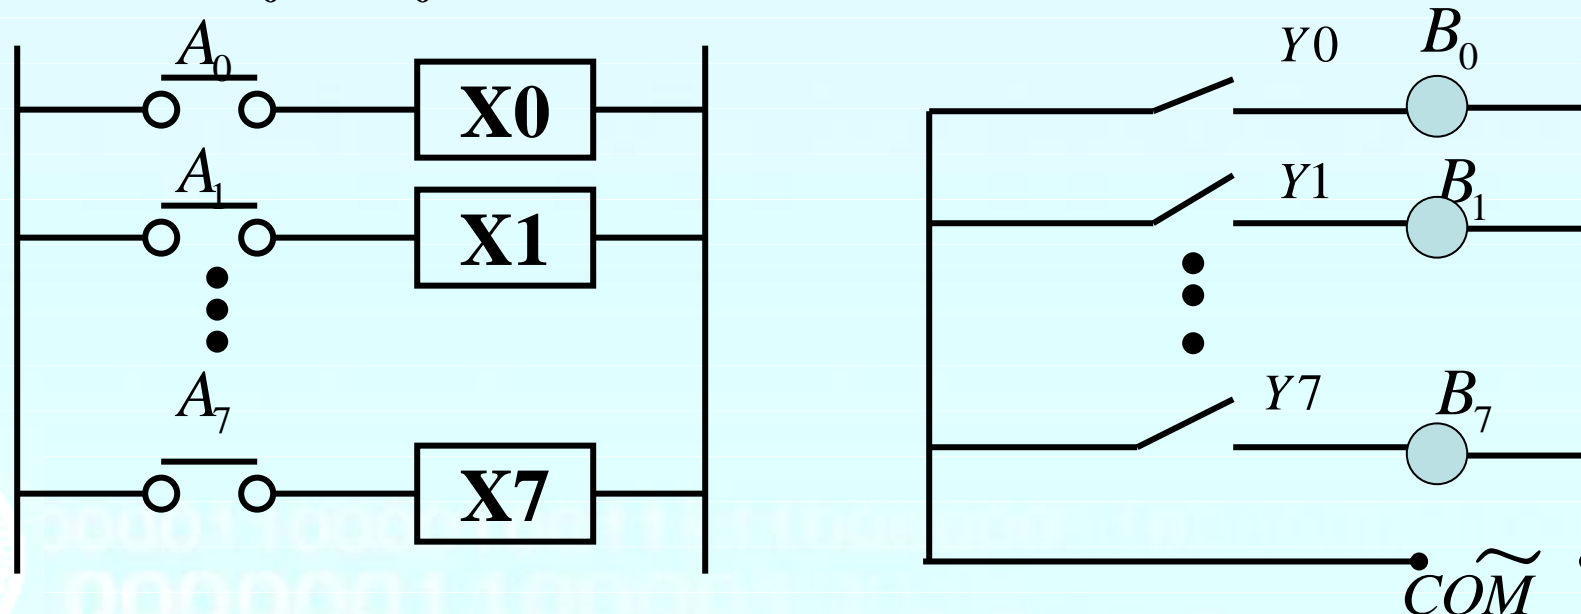 A₀
X0
A₁
X1
A₇
X7
Y0 B₀
Y1 B₁
Y7 B₇
COM ~